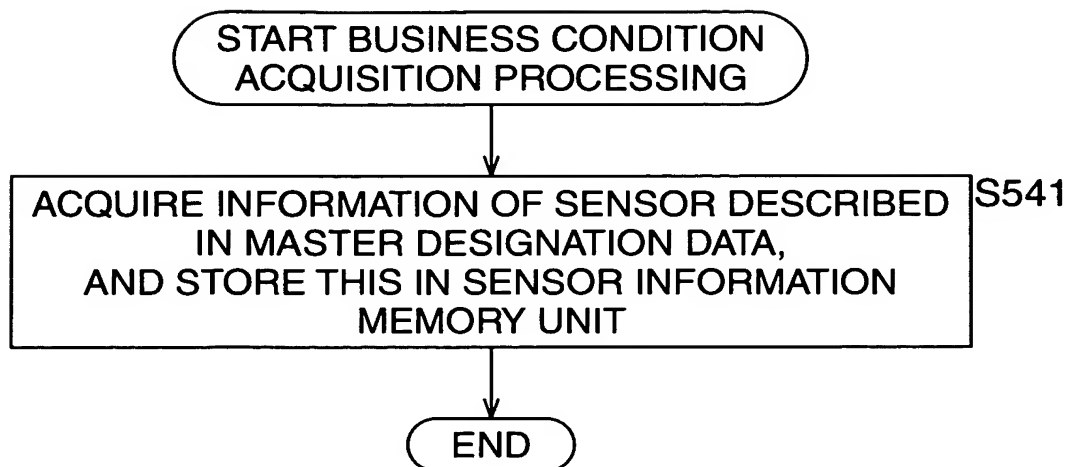 START BUSINESS CONDITION
ACQUISITION PROCESSING
ACQUIRE INFORMATION OF SENSOR DESCRIBED
IN MASTER DESIGNATION DATA,
AND STORE THIS IN SENSOR INFORMATION
MEMORY UNIT
S541
END